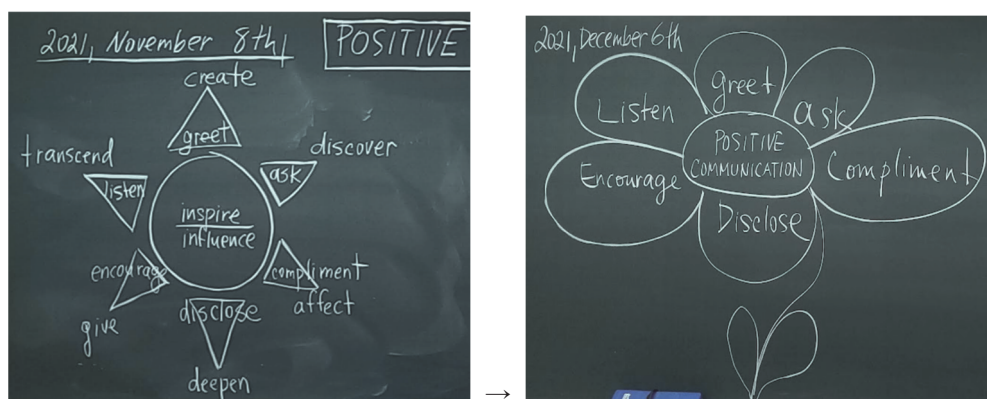 2021, November 8th,
POSITIVE
create
greet
transcend
discover
listen
ask
inspire
influence
encourage
compliment
give
affect
disclose
deepen
→
2021, December 6th
Listen
greet
ask
POSITIVE
COMMUNICATION
Encourage
Compliment
Disclose